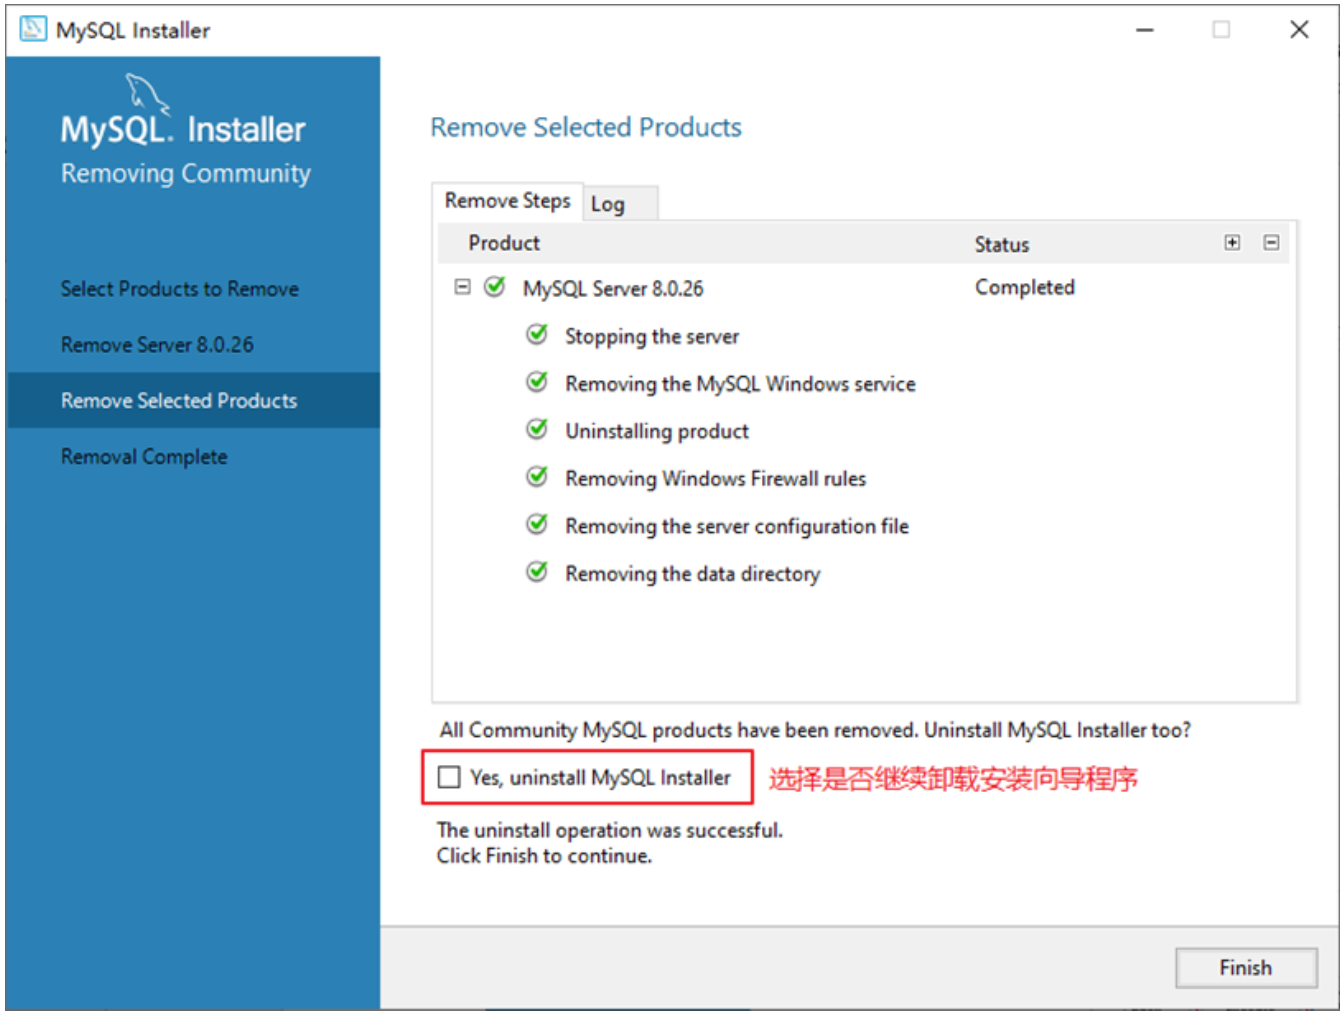 MySQL Installer
MySQL. Installer
Removing Community
Select Products to Remove
Remove Server 8.0.26
Remove Selected Products
Removal Complete
Remove Selected Products
Remove Steps
Log
Product
Status
MySQL Server 8.0.26
Completed
Stopping the server
Removing the MySQL Windows service
Uninstalling product
Removing Windows Firewall rules
Removing the server configuration file
Removing the data directory
All Community MySQL products have been removed. Uninstall MySQL Installer too?
Yes, uninstall MySQL Installer
选择是否继续卸载安装向导程序
The uninstall operation was successful.
Click Finish to continue.
Finish